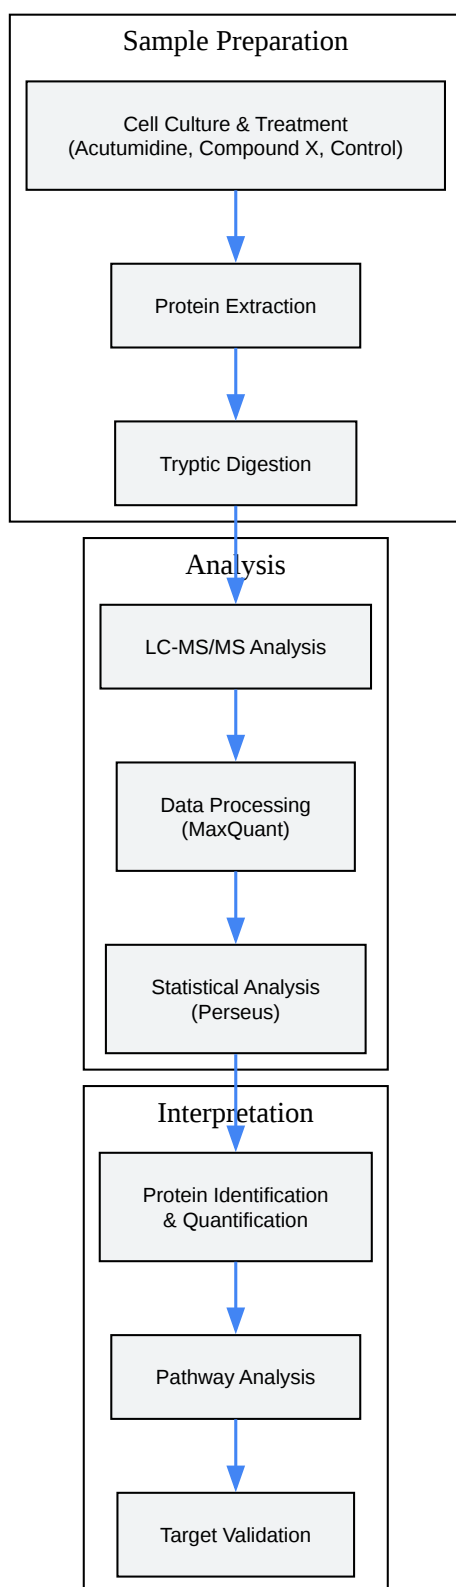 Sample Preparation
Cell Culture & Treatment
(Acutumidine, Compound X, Control)
Protein Extraction
Tryptic Digestion
Analysis
LC-MS/MS Analysis
Data Processing
(MaxQuant)
Statistical Analysis
(Perseus)
Interpretation
Protein Identification
& Quantification
Pathway Analysis
Target Validation